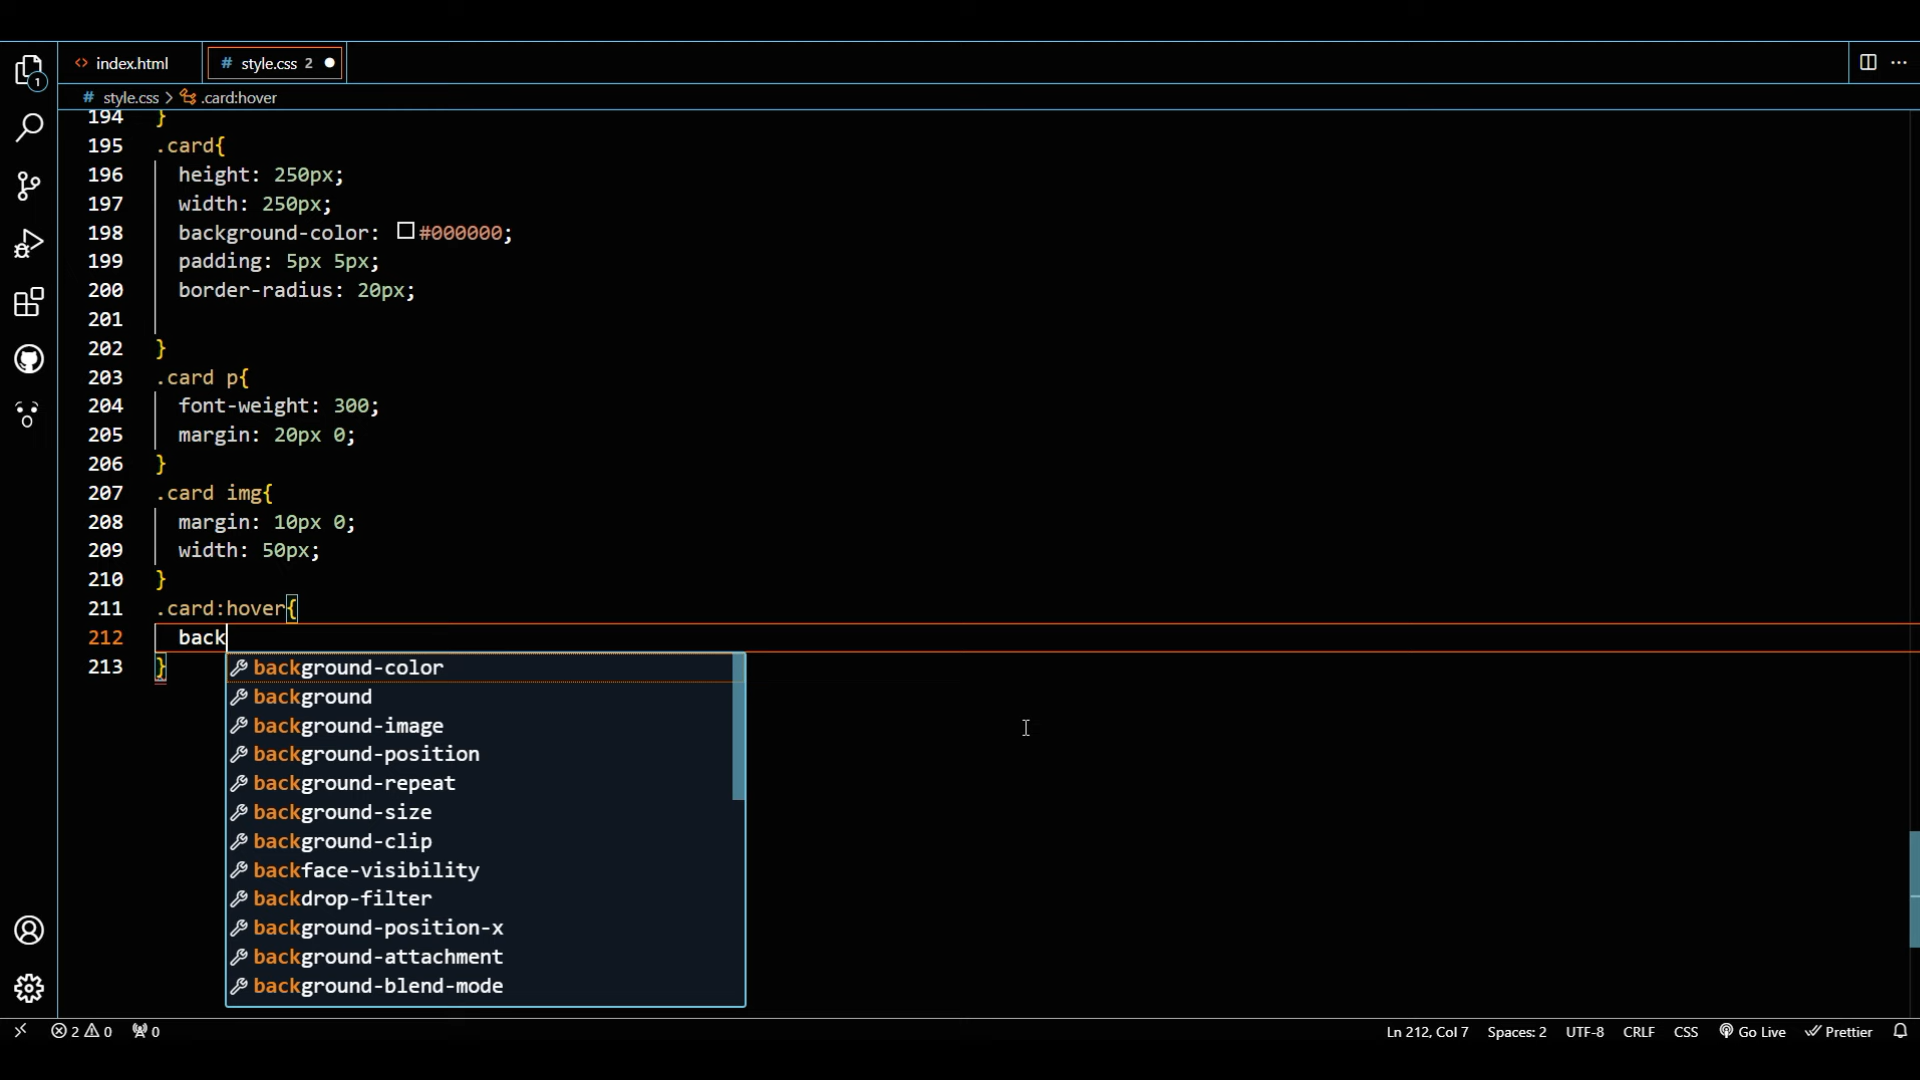 <> index.html
# style.css 2
1
# style.css > .card:hover
194 }
195 .card{
196 height: 250px;
197 width: 250px;
198 background-color: #000000;
199 padding: 5px 5px;
200 border-radius: 20px;
201
202 }
203 .card p{
204 font-weight: 300;
205 margin: 20px 0;
206 }
207 .card img{
208 margin: 10px 0;
209 width: 50px;
210 }
211 .card:hover{
212 back
213 }
background-color
background
background-image
background-position
background-repeat
background-size
background-clip
backface-visibility
backdrop-filter
background-position-x
background-attachment
background-blend-mode
2 0 0 Ln 212, Col 7 Spaces: 2 UTF-8 CRLF CSS Go Live Prettier